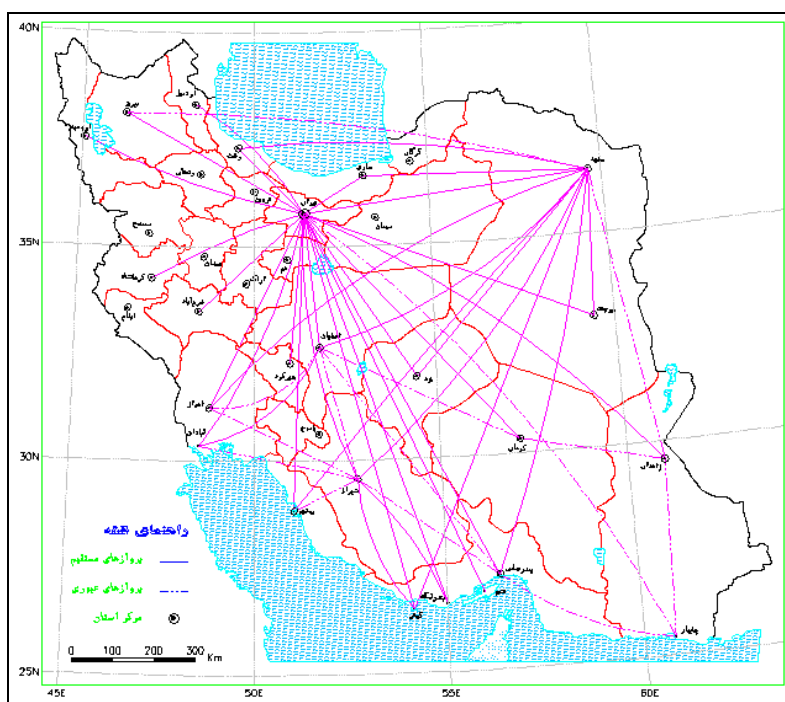 40N
اردبیل
تبریز
ارومیه
رشت
زنجان
گرگان
ساری
مشهد
قزوین
تهران
سمنان
35N
سنندج
همدان
قم
اراک
کرمانشاه
خرم‌آباد
ایلام
بیرجند
اصفهان
شهرکرد
یزد
اهواز
آبادان
یاسوج
کرمان
30N
زاهدان
شیراز
بوشهر
راهنمای نقشه
پروازهای مستقیم
پروازهای عبوری
مرکز استان
بندرعباس
قشم
بندرلنگه
کیش
چابهار
0 100 200 300
Km
25N
45E 50E 55E 60E